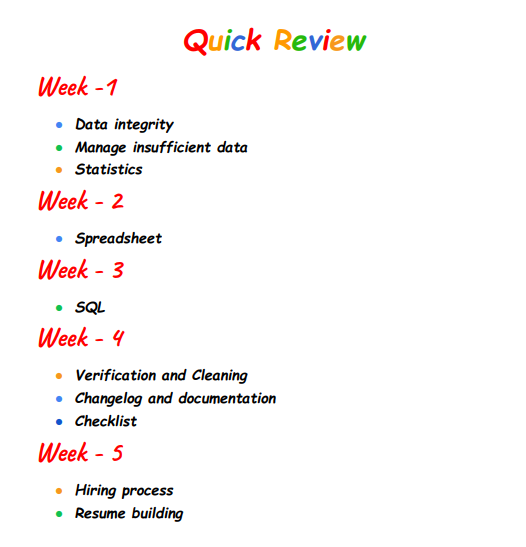 Quick Review
Week -1
Data integrity
Manage insufficient data
Statistics
Week - 2
Spreadsheet
Week - 3
SQL
Week - 4
Verification and Cleaning
Changelog and documentation
Checklist
Week - 5
Hiring process
Resume building